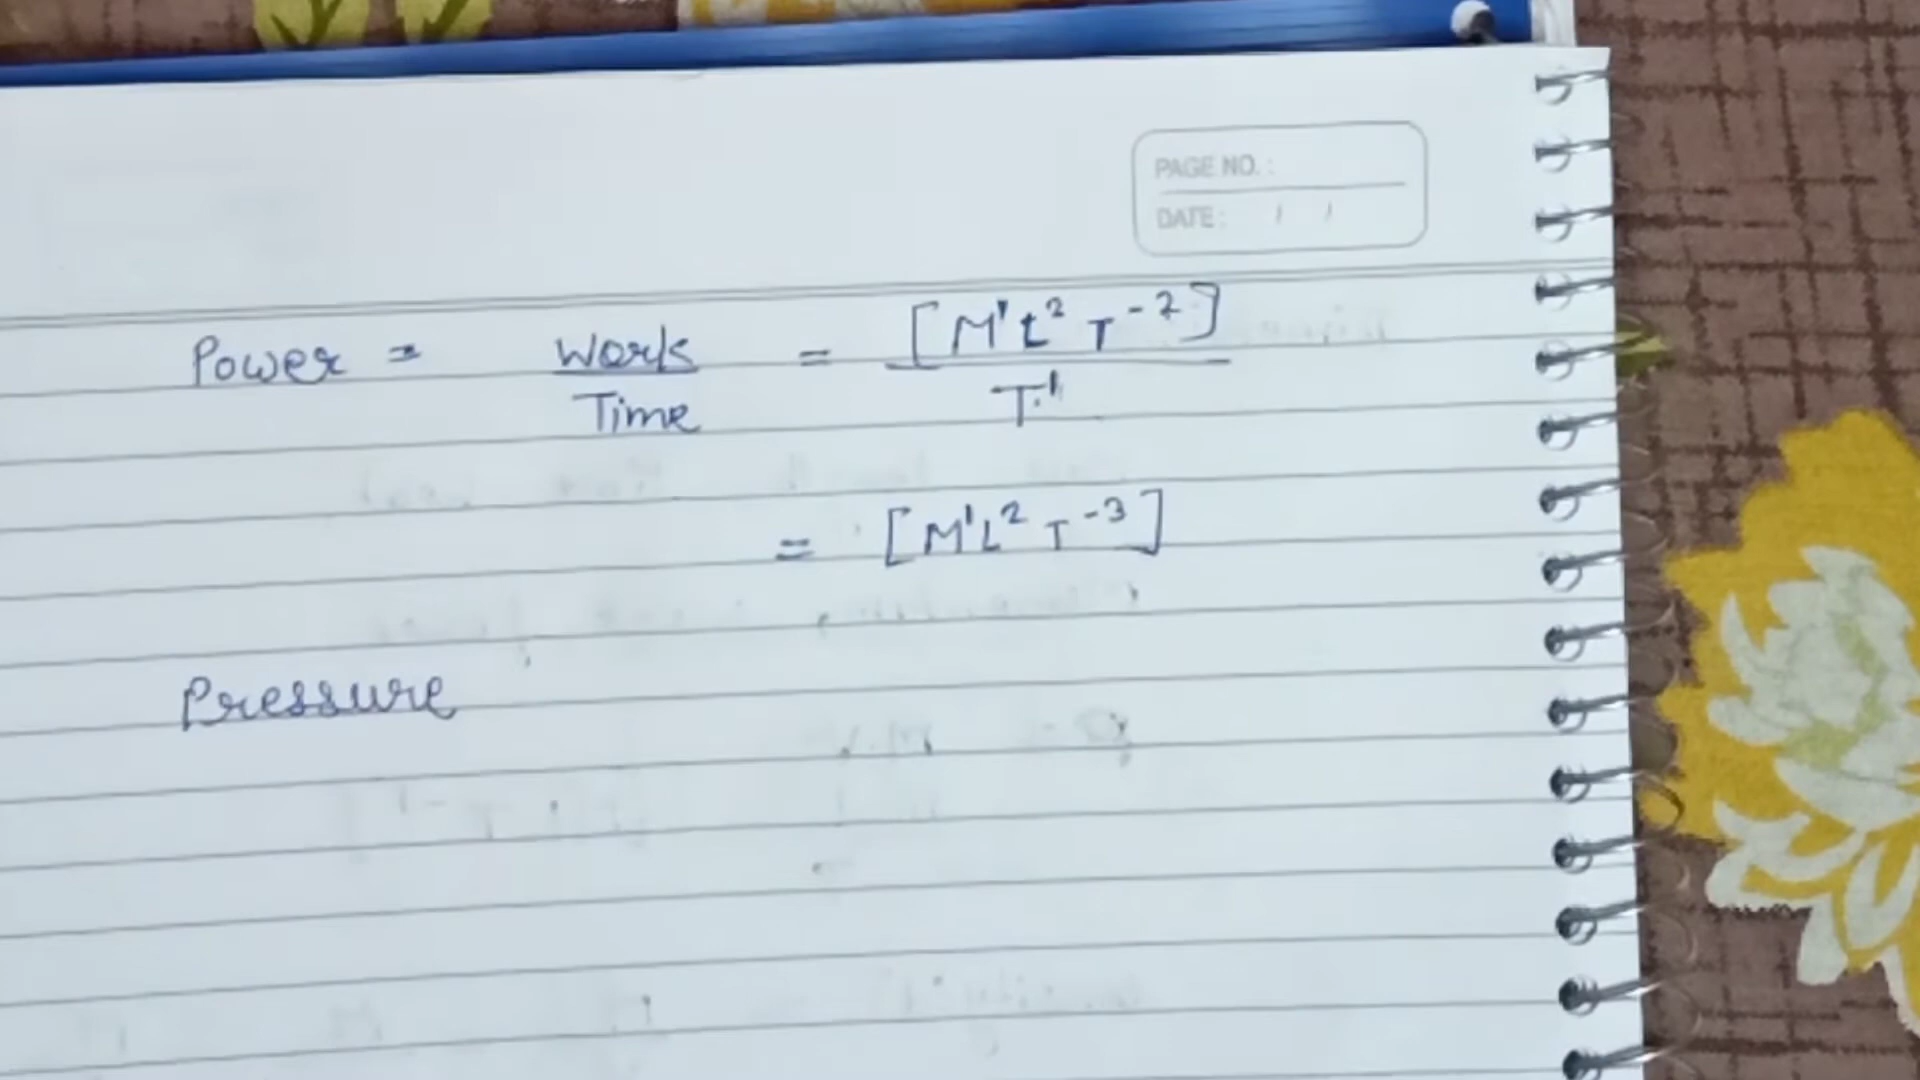 PAGE NO. :
DATE : / /
Power = Work/Time = [M¹L²T⁻²]/T¹
= [M¹L²T⁻³]
Pressure